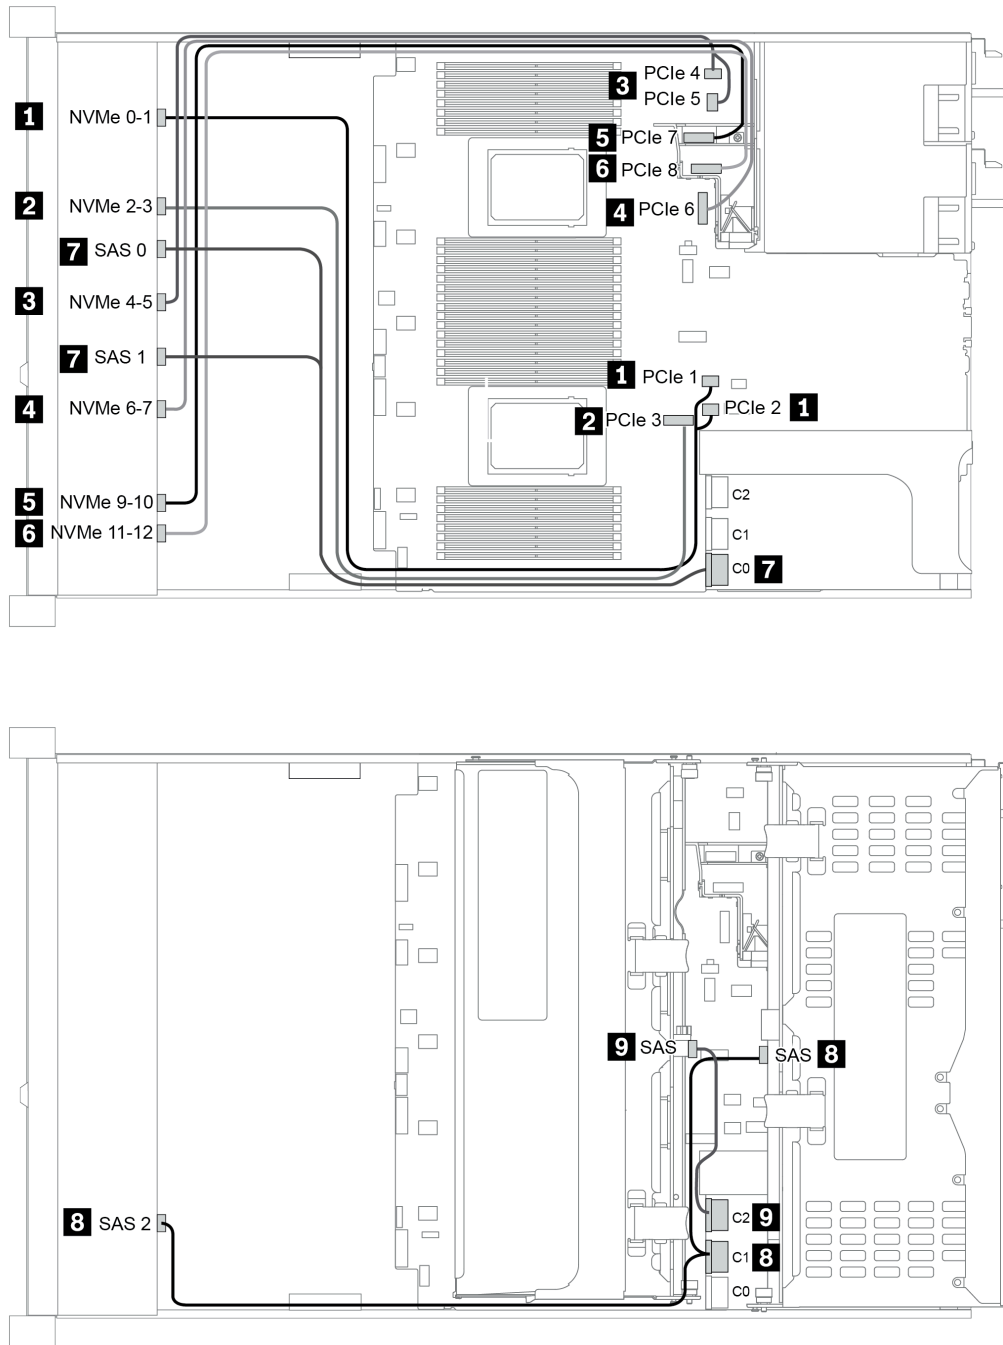 3 PCIe 4
PCIe 5
1 NVMe 0-1
5 PCIe 7
6 PCIe 8
2 NVMe 2-3
4 PCIe 6
7 SAS 0
3 NVMe 4-5
7 SAS 1
1 PCIe 1
4 NVMe 6-7
PCIe 2 1
2 PCIe 3
5 NVMe 9-10
C2
6 NVMe 11-12
C1
C0 7
9 SAS
SAS 8
8 SAS 2
C2 9
C1 8
C0